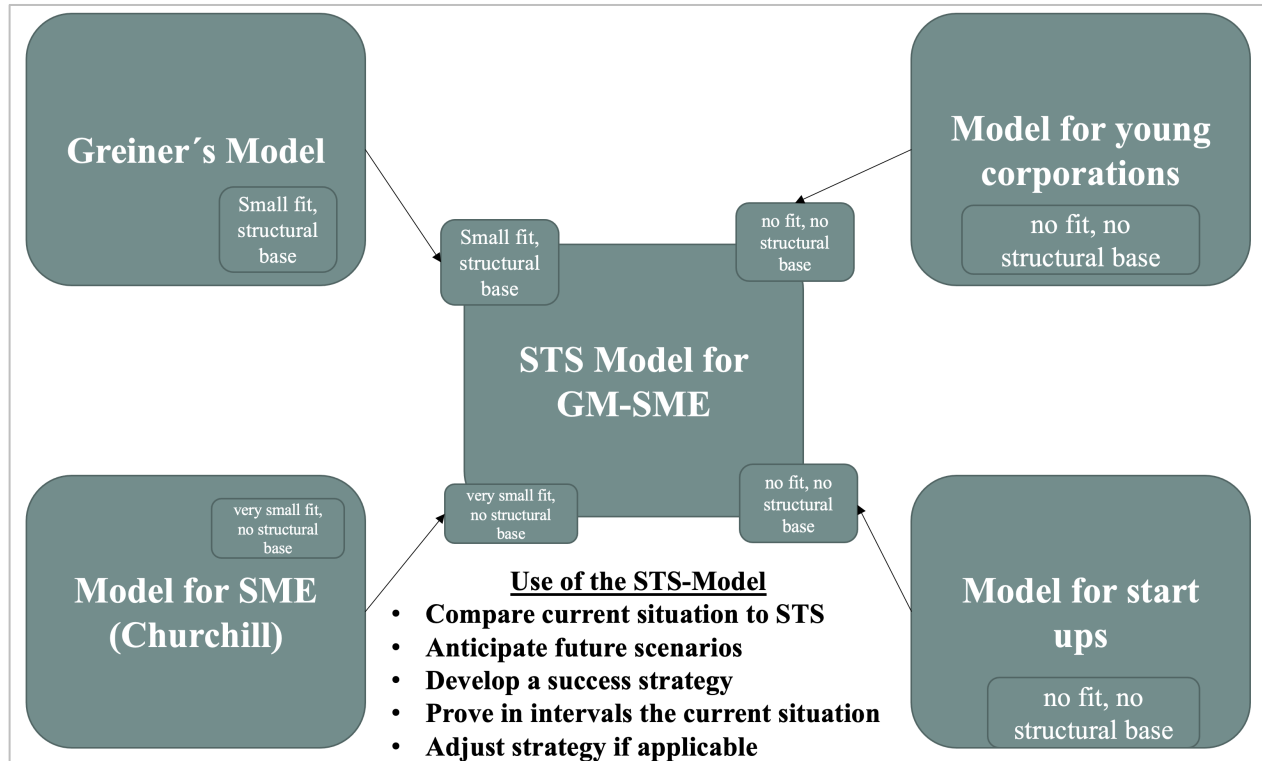 Greiner´s Model
Small fit,
structural
base
Model for young
corporations
no fit, no
structural base
Small fit,
structural
base
no fit, no
structural
base
STS Model for
GM-SME
very small fit,
no structural
base
no fit, no
structural
base
very small fit,
no structural
base
Model for SME
(Churchill)
Model for start
ups
no fit, no
structural base
Use of the STS-Model
• Compare current situation to STS
• Anticipate future scenarios
• Develop a success strategy
• Prove in intervals the current situation
• Adjust strategy if applicable